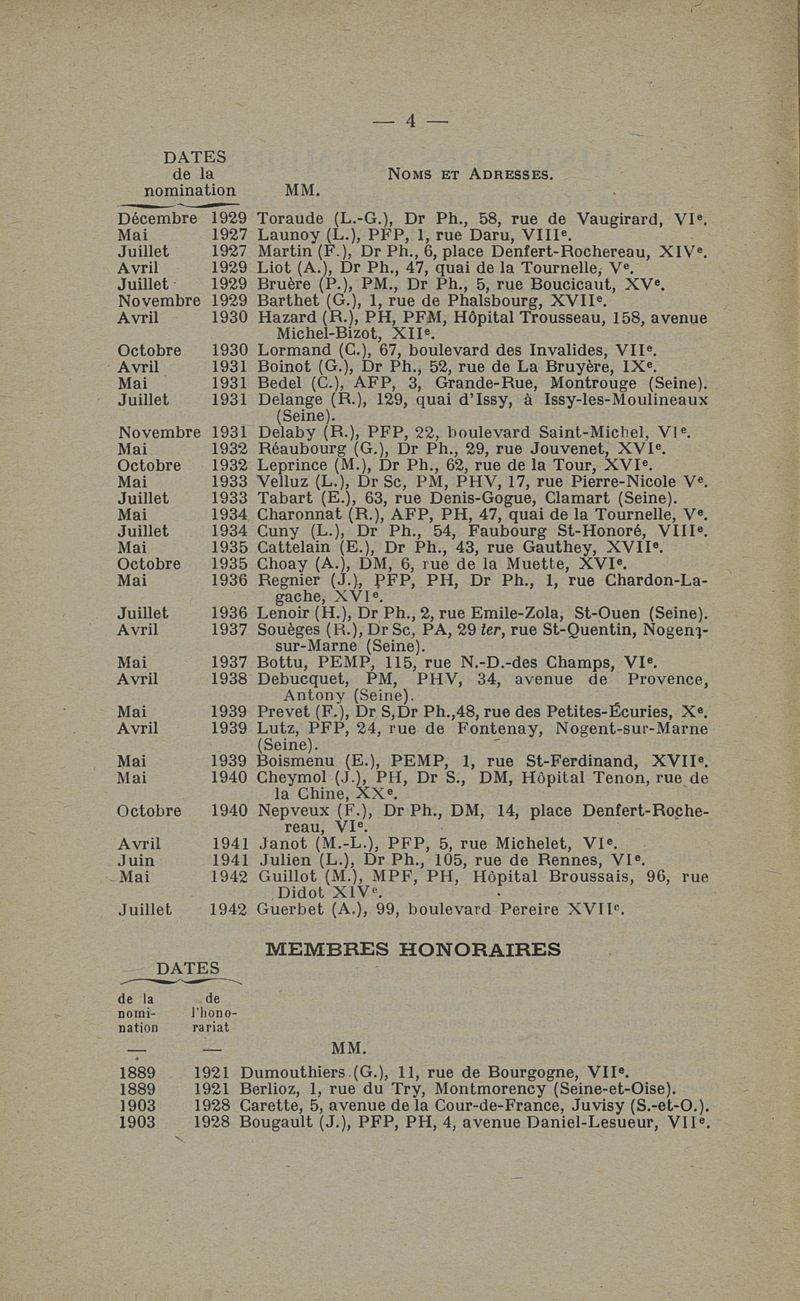 — 4 —
DATES
de la
nomination
MM.
NOMS ET ADRESSES.
Décembre 1929 Toraude (L.-G.), Dr Ph., 58, rue de Vaugirard, VIe.
Mai 1927 Launoy (L.), PFP, 1, rue Daru, VIIIe.
Juillet 1927 Martin (F.), Dr Ph., 6, place Denfert-Rochereau, XIVe.
Avril 1929 Liot (A.), Dr Ph., 47, quai de la Tournelle, Ve.
Juillet 1929 Bruère (P.), PM., Dr Ph., 5, rue Boucicaut, XVe.
Novembre 1929 Barthet (G.), 1, rue de Phalsbourg, XVIIe.
Avril 1930 Hazard (R.), PH, PFM, Hôpital Trousseau, 158, avenue
Michel-Bizot, XIIe.
Octobre 1930 Lormand (C.), 67, boulevard des Invalides, VIIe.
Avril 1931 Boinot (G.), Dr Ph., 52, rue de La Bruyère, IXe.
Mai 1931 Bedel (C.), AFP, 3, Grande-Rue, Montrouge (Seine).
Juillet 1931 Delange (R.), 129, quai d'Issy, à Issy-les-Moulineaux
(Seine).
Novembre 1931 Delaby (R.), PFP, 22, boulevard Saint-Michel, VIe.
Mai 1932 Réaubourg (G.), Dr Ph., 29, rue Jouvenet, XVIe.
Octobre 1932 Leprince (M.), Dr Ph., 62, rue de la Tour, XVIe.
Mai 1933 Velluz (L.), Dr Sc, PM, PHV, 17, rue Pierre-Nicole Ve.
Juillet 1933 Tabart (E.), 63, rue Denis-Gogue, Clamart (Seine).
Mai 1934 Charonnat (R.), AFP, PH, 47, quai de la Tournelle, Ve.
Juillet 1934 Cuny (L.), Dr Ph., 54, Faubourg St-Honoré, VIIIe.
Mai 1935 Cattelain (E.), Dr Ph., 43, rue Gauthey, XVIIe.
Octobre 1935 Choay (A.), DM, 6, rue de la Muette, XVIe.
Mai 1936 Regnier (J.), PFP, PH, Dr Ph., 1, rue Chardon-La-
gache, XVIe.
Juillet 1936 Lenoir (H.), Dr Ph., 2, rue Emile-Zola, St-Ouen (Seine).
Avril 1937 Souèges (R.), Dr Sc, PA, 29 ter, rue St-Quentin, Nogent-
sur-Marne (Seine).
Mai 1937 Bottu, PEMP, 115, rue N.-D.-des Champs, VIe.
Avril 1938 Debucquet, PM, PHV, 34, avenue de Provence,
Antony (Seine).
Mai 1939 Prevet (F.), Dr S,Dr Ph.,48, rue des Petites-Écuries, Xe.
Avril 1939 Lutz, PFP, 24, rue de Fontenay, Nogent-sur-Marne
(Seine).
Mai 1939 Boismenu (E.), PEMP, 1, rue St-Ferdinand, XVIIe.
Mai 1940 Cheymol (J.), PH, Dr S., DM, Hôpital Tenon, rue de
la Chine, XXe.
Octobre 1940 Nepveux (F.), Dr Ph., DM, 14, place Denfert-Roche-
reau, VIe.
Avril 1941 Janot (M.-L.), PFP, 5, rue Michelet, VIe.
Juin 1941 Julien (L.), Dr Ph., 105, rue de Rennes, VIe.
Mai 1942 Guillot (M.), MPF, PH, Hôpital Broussais, 96, rue
Didot XIVe.
Juillet 1942 Guerbet (A.), 99, boulevard Pereire XVIIe.
MEMBRES HONORAIRES
DATES
de la de
nomi- l'hono-
nation rariat
— — MM.
1889 1921 Dumouthiers (G.), 11, rue de Bourgogne, VIIe.
1889 1921 Berlioz, 1, rue du Try, Montmorency (Seine-et-Oise).
1903 1928 Carette, 5, avenue de la Cour-de-France, Juvisy (S.-et-O.).
1903 1928 Bougault (J.), PFP, PH, 4, avenue Daniel-Lesueur, VIIe.